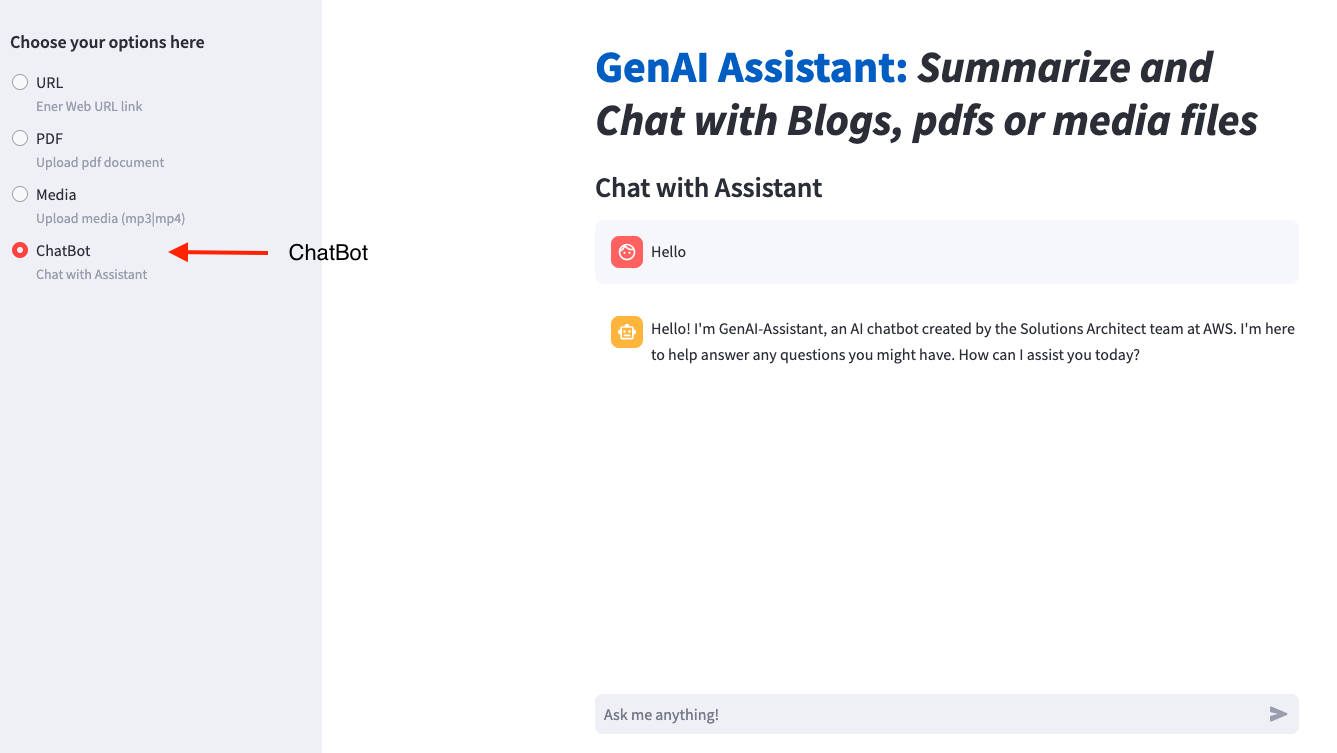 Choose your options here
URL
Ener Web URL link
PDF
Upload pdf document
Media
Upload media (mp3|mp4)
ChatBot
Chat with Assistant
ChatBot
GenAI Assistant: Summarize and
Chat with Blogs, pdfs or media files
Chat with Assistant
Hello
Hello! I'm GenAI-Assistant, an AI chatbot created by the Solutions Architect team at AWS. I'm here
to help answer any questions you might have. How can I assist you today?
Ask me anything!